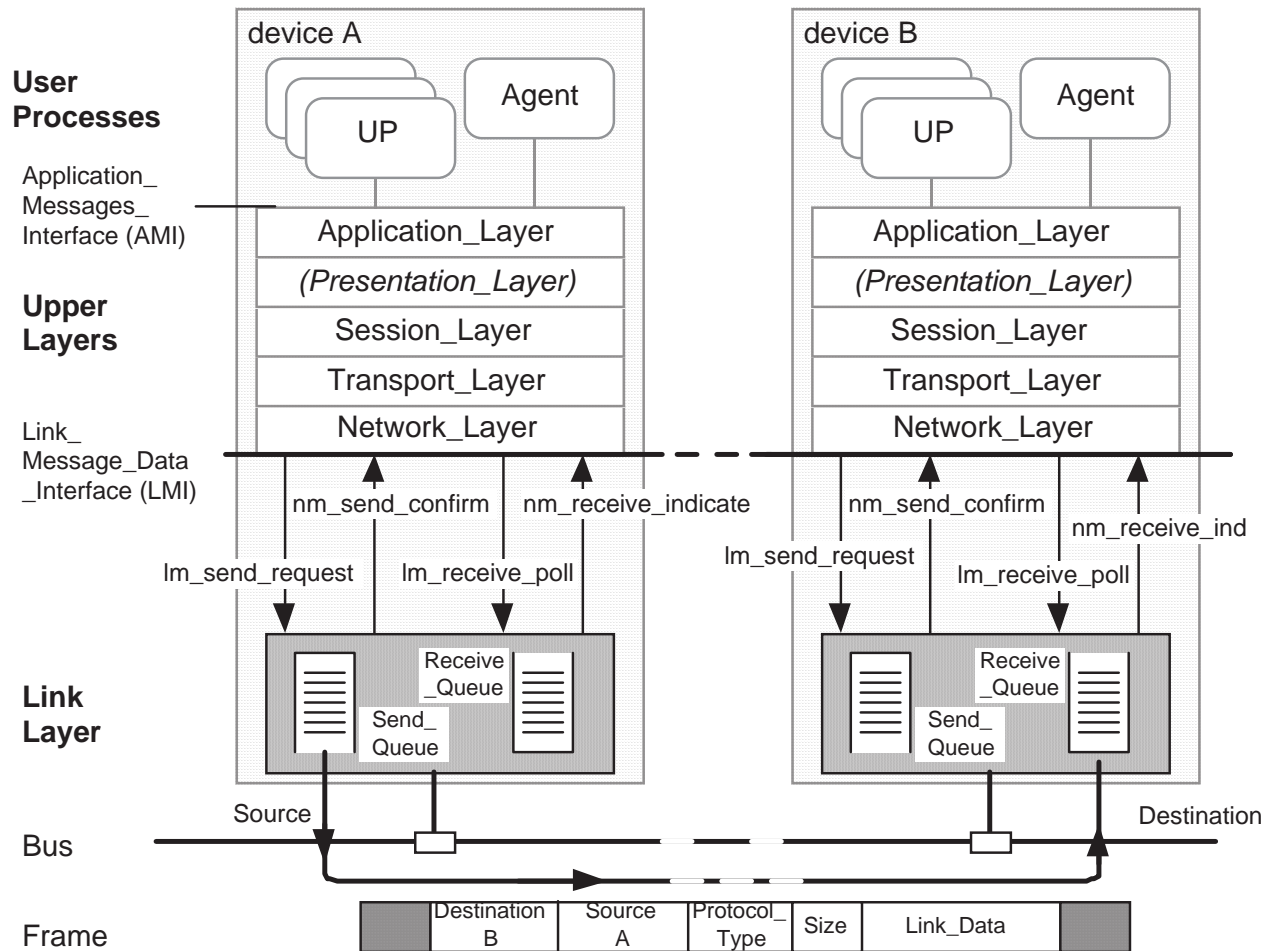 device A
device B
User
Processes
UP
Agent
UP
Agent
Application_
Messages_
Interface (AMI)
Application_Layer
Application_Layer
(Presentation_Layer)
(Presentation_Layer)
Upper
Layers
Session_Layer
Session_Layer
Transport_Layer
Transport_Layer
Network_Layer
Network_Layer
Link_
Message_Data
_Interface (LMI)
nm_send_confirm
nm_receive_indicate
nm_send_confirm
nm_receive_ind
lm_send_request
lm_receive_poll
lm_send_request
lm_receive_poll
Link
Layer
Receive
_Queue
Send_
Queue
Receive
_Queue
Send_
Queue
Source
Destination
Bus
Frame
Destination
B
Source
A
Protocol_
Type
Size
Link_Data